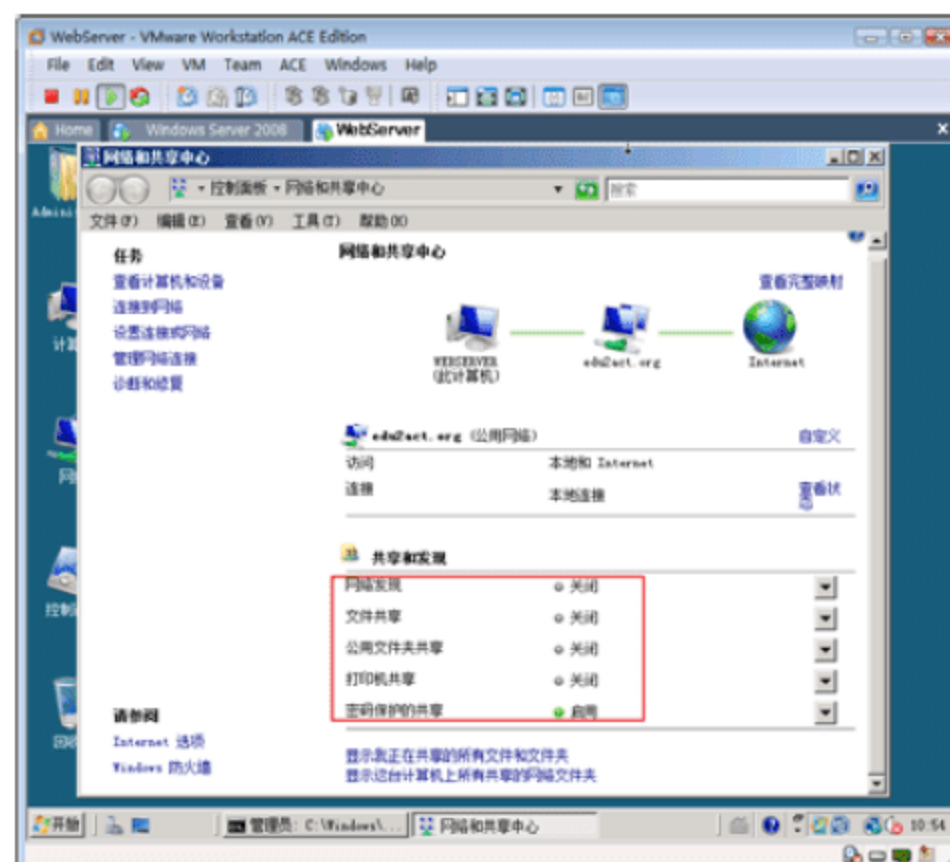 WebServer - VMware Workstation ACE Edition
File Edit View VM Team ACE Windows Help
Home Windows Server 2008 WebServer
网络和共享中心
控制面板 网络和共享中心 搜索
文件(F) 编辑(E) 查看(V) 工具(T) 帮助(H)
任务
查看计算机和设备
连接到网络
设置连接或网络
管理网络连接
诊断和修复
网络和共享中心
查看完整映射
WEBSERVER
(此计算机)
edu2act.org
Internet
edu2act.org (公用网络) 自定义
访问 本地和 Internet
连接 本地连接 查看状
态
共享和发现
网络发现 关闭
文件共享 关闭
公用文件夹共享 关闭
打印机共享 关闭
密码保护的共享 启用
请参阅
Internet 选项
Windows 防火墙
显示我正在共享的所有文件和文件夹
显示这台计算机上所有共享的网络文件夹
开始 管理员: C:\Windows\... 网络和共享中心 10:54